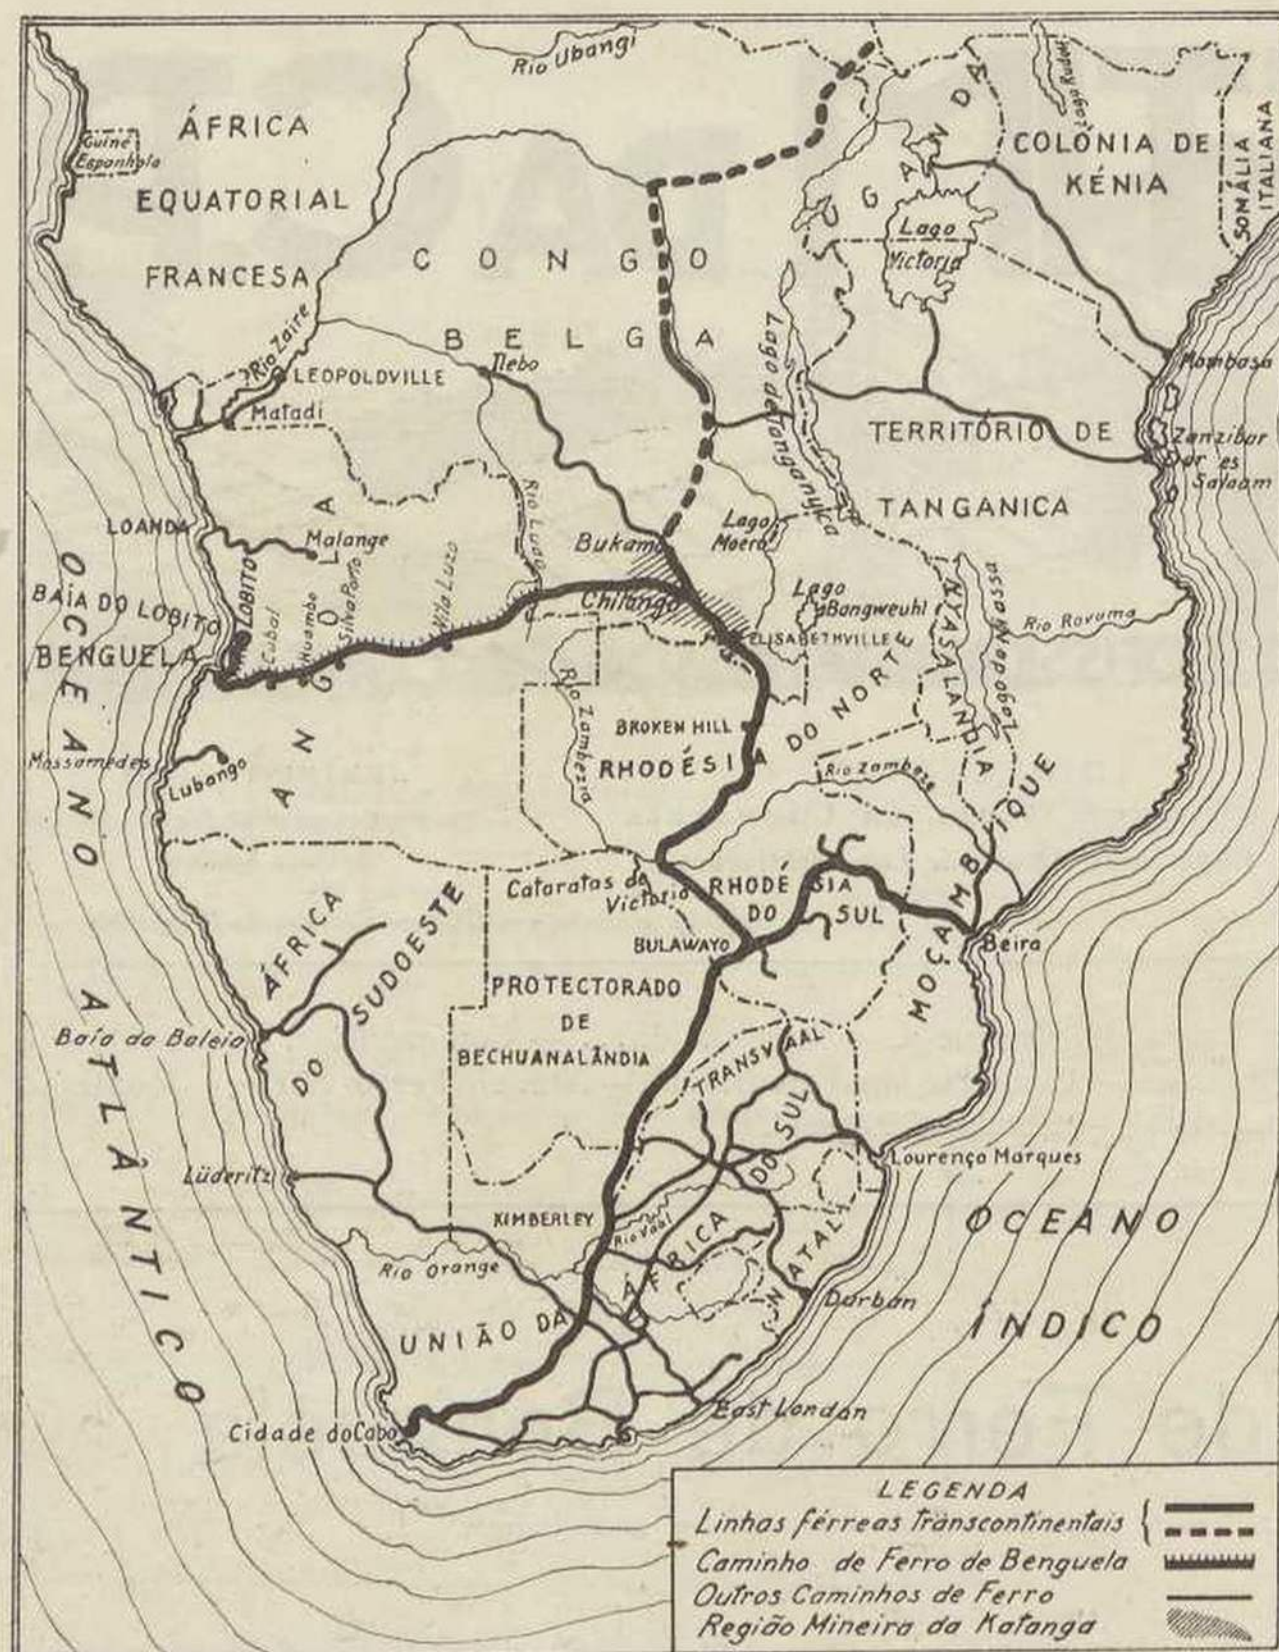 Rio Ubangi
Lago Rudolf
Guiné
Espanhola
ÁFRICA
EQUATORIAL
FRANCESA
UGANDA
COLÓNIA DE
KÉNIA
SOMÁLIA
ITALIANA
CONGO
BELGA
Lago
Victoria
Rio Zaire
LEOPOLDVILLE
Matadi
Ilebo
Lago de Tanganyica
Mombasa
TERRITÓRIO DE
TANGANICA
Zanzibar
Dar es
Salaam
LOANDA
Malange
Rio Luao
Bukama
Lago
Moero
Chilongo
Lago
Bangweuhl
ELISABETHVILLE
NYASALANDIA
Lago do Niassa
Rio Rovuma
BAÍA DO LOBITO
LOBITO
BENGUELA
Cubal
Huambo
Silva Porto
Vila Luzo
ANGOLA
Mossamedes
Lubango
Rio Zambezia
BROKEN HILL
RHODÉSIA DO NORTE
Rio Zambeze
MOÇAMBIQUE
Cataratas de
Victoria
RHODÉSIA
DO SUL
BULAWAYO
Beira
ÁFRICA
DO
SUDOESTE
Baía da Baleia
PROTECTORADO
DE
BECHUANALÂNDIA
TRANSVAAL
Lüderitz
KIMBERLEY
Rio Vaal
Lourenço Marques
Rio Orange
NATAL
Durban
UNIÃO DA ÁFRICA DO SUL
East London
Cidade do Cabo
OCEANO ATLÂNTICO
OCEANO
ÍNDICO
LEGENDA
Linhas férreas transcontinentais
Caminho de Ferro de Benguela
Outros Caminhos de Ferro
Região Mineira da Katanga